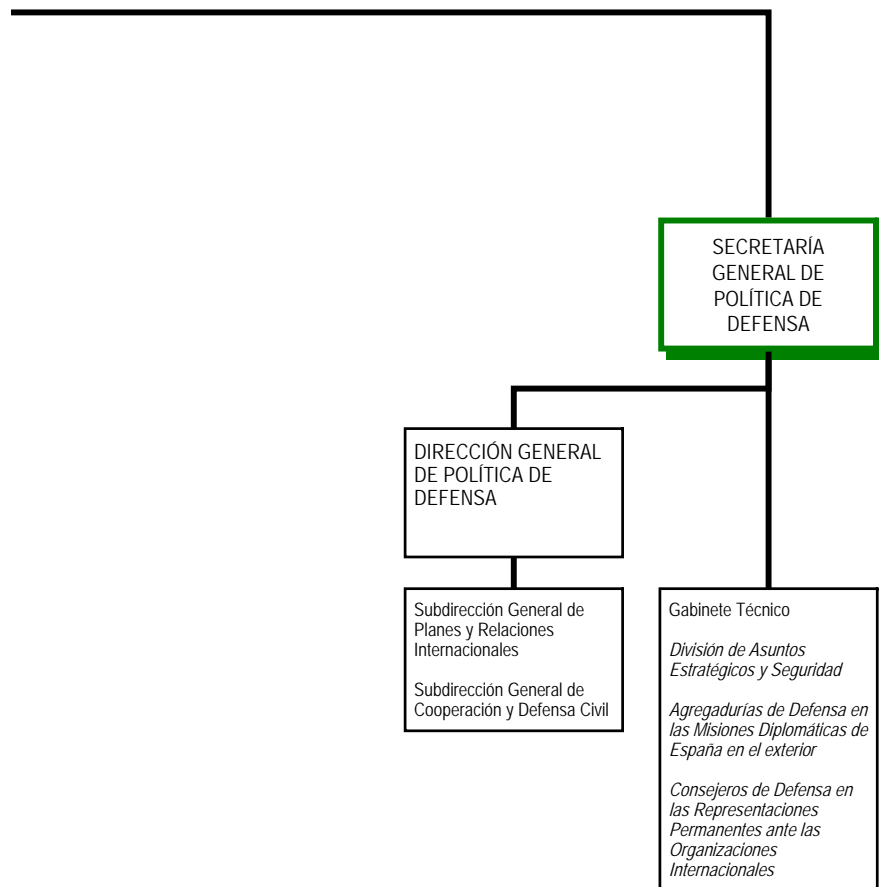 SECRETARÍA
GENERAL DE
POLÍTICA DE
DEFENSA
DIRECCIÓN GENERAL
DE POLÍTICA DE
DEFENSA
Subdirección General de
Planes y Relaciones
Internacionales
Subdirección General de
Cooperación y Defensa Civil
Gabinete Técnico
División de Asuntos
Estratégicos y Seguridad
Agregadurías de Defensa en
las Misiones Diplomáticas de
España en el exterior
Consejeros de Defensa en
las Representaciones
Permanentes ante las
Organizaciones
Internacionales